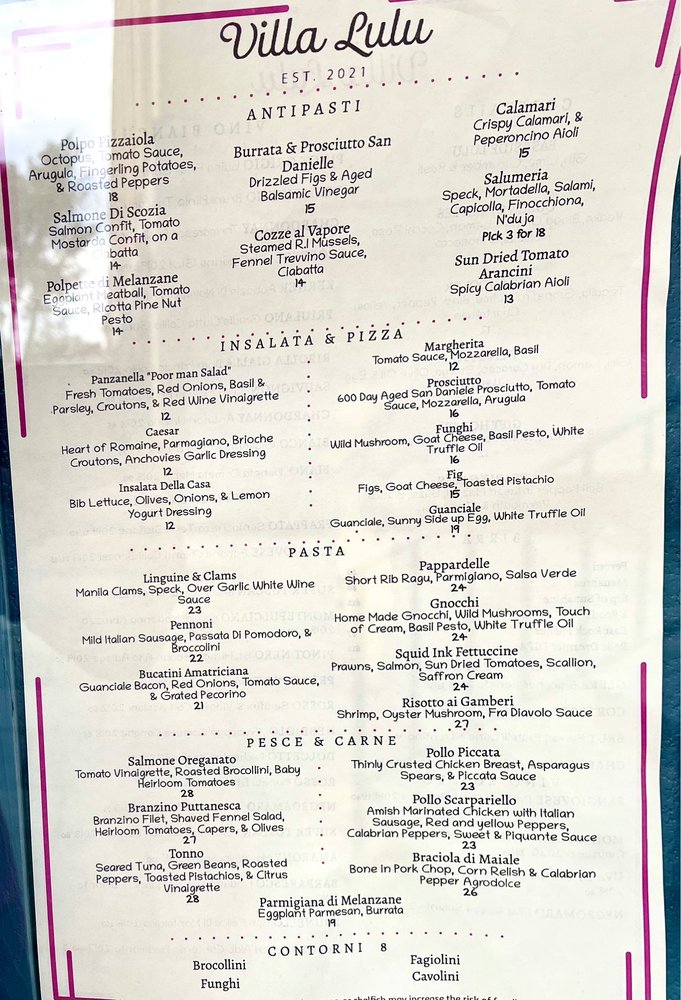 Villa Lulu
EST. 2021
ANTIPASTI
Polpo Pizzaiola
Octopus, Tomato Sauce,
Arugula, Fingerling Potatoes,
& Roasted Peppers
18
Salmone Di Scozia
Salmon Confit, Tomato
Mostarda Confit, on a
Ciabatta
14
Polpette di Melanzane
Eggplant Meatball, Tomato
Sauce, Ricotta Pine Nut
Pesto
14
Burrata & Prosciutto San
Danielle
Drizzled Figs & Aged
Balsamic Vinegar
15
Cozze al Vapore
Steamed R.I Mussels,
Fennel Trevvino Sauce,
Ciabatta
14
Calamari
Crispy Calamari, &
Peperoncino Aioli
15
Salumeria
Speck, Mortadella, Salami,
Capicolla, Finocchiona,
N'du ja
Pick 3 for 18
Sun Dried Tomato
Arancini
Spicy Calabrian Aioli
13
INSALATA & PIZZA
Panzanella "Poor man Salad"
Fresh Tomatoes, Red Onions, Basil &
Parsley, Croutons, & Red Wine Vinaigrette
12
Caesar
Heart of Romaine, Parmagiano, Brioche
Croutons, Anchovies Garlic Dressing
12
Insalata Della Casa
Bib Lettuce, Olives, Onions, & Lemon
Yogurt Dressing
12
Margherita
Tomato Sauce, Mozzarella, Basil
12
Prosciutto
600 Day Aged San Daniele Prosciutto, Tomato
Sauce, Mozzarella, Arugula
16
Funghi
Wild Mushroom, Goat Cheese, Basil Pesto, White
Truffle Oil
16
Fig
Figs, Goat Cheese, Toasted Pistachio
15
Guanciale
Guanciale, Sunny Side up Egg, White Truffle Oil
19
PASTA
Linguine & Clams
Manila Clams, Speck, Over Garlic White Wine
Sauce
23
Pennoni
Mild Italian Sausage, Passata Di Pomodoro, &
Broccolini
22
Bucatini Amatriciana
Guanciale Bacon, Red Onions, Tomato Sauce,
& Grated Pecorino
21
Pappardelle
Short Rib Ragu, Parmigiano, Salsa Verde
24
Gnocchi
Home Made Gnocchi, Wild Mushrooms, Touch
of Cream, Basil Pesto, White Truffle Oil
24
Squid Ink Fettuccine
Prawns, Salmon, Sun Dried Tomatoes, Scallion,
Saffron Cream
24
Risotto ai Gamberi
Shrimp, Oyster Mushroom, Fra Diavolo Sauce
27
PESCE & CARNE
Salmone Oreganato
Tomato Vinaigrette, Roasted Brocollini, Baby
Heirloom Tomatoes
28
Branzino Puttanesca
Branzino Filet, Shaved Fennel Salad,
Heirloom Tomatoes, Capers, & Olives
27
Tonno
Seared Tuna, Green Beans, Roasted
Peppers, Toasted Pistachios, & Citrus
Vinaigrette
28
Pollo Piccata
Thinly Crusted Chicken Breast, Asparagus
Spears, & Piccata Sauce
23
Pollo Scarpariello
Amish Marinated Chicken with Italian
Sausage, Red and yellow Peppers,
Calabrian Peppers, Sweet & Piquante Sauce
23
Braciola di Maiale
Bone in Pork Chop, Corn Relish & Calabrian
Pepper Agrodolce
26
Parmigiana di Melanzane
Eggplant Parmesan, Burrata
19
CONTORNI 8
Brocollini
Fagiolini
Funghi
Cavolini
may increase the risk of